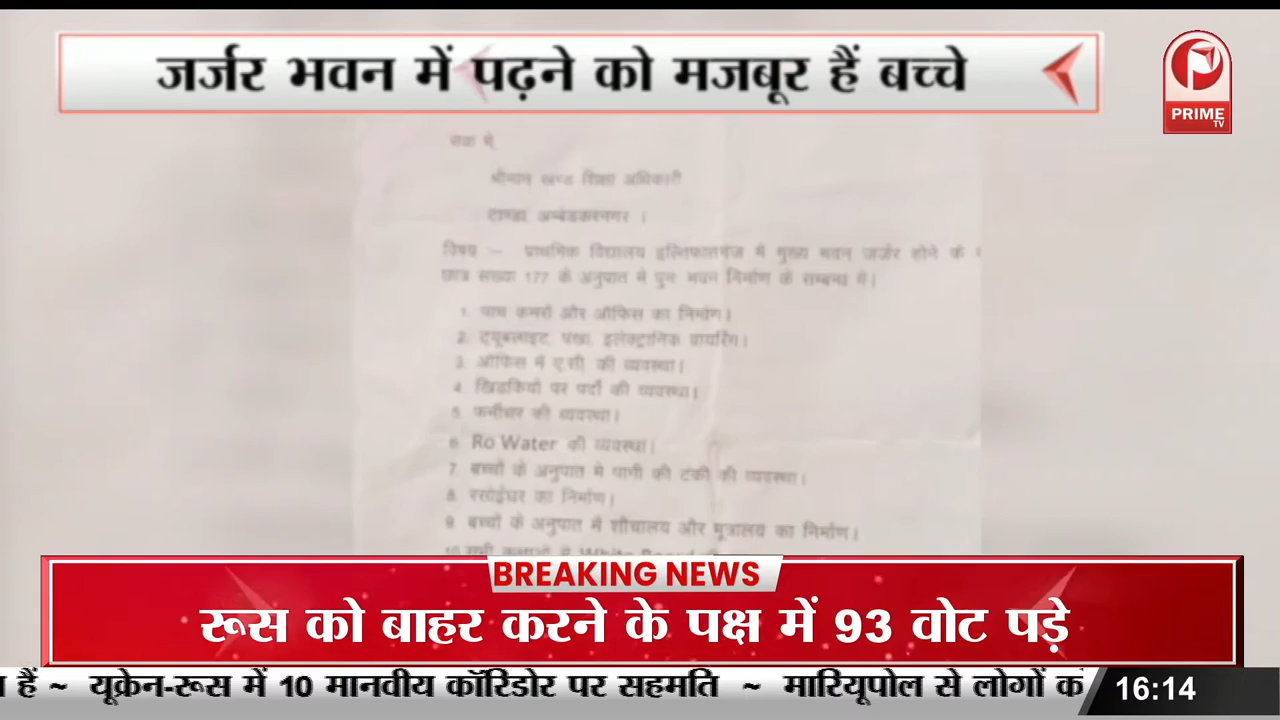 जर्जर भवन में पढ़ने को मजबूर हैं बच्चे
PRIME
TV
श्रीमान खण्ड शिक्षा अधिकारी
टाण्डा अम्बेडकरनगर ।
विषय :- प्राथमिक विद्यालय इल्तिफातगंज में मुख्य भवन जर्जर होने के
छात्र संख्या 177 के अनुपात में पुनः भवन निर्माण के सम्बन्ध में।
1. पांच कमरों और ऑफिस का निर्माण।
2. ट्यूबलाइट, पंखा, इलेक्ट्रानिक वायरिंग।
3. ऑफिस में ए.सी. की व्यवस्था।
4. खिडकियों पर पर्दों की व्यवस्था।
5. फर्नीचर की व्यवस्था।
6. Ro Water की व्यवस्था।
7. बच्चों के अनुपात में पानी की टंकी की व्यवस्था।
8. रसोईघर का निर्माण।
9. बच्चों के अनुपात में शौचालय और मूत्रालय का निर्माण।
BREAKING NEWS
रूस को बाहर करने के पक्ष में 93 वोट पड़े
हैं ~ यूक्रेन-रूस में 10 मानवीय कॉरिडोर पर सहमति ~ मारियूपोल से लोगों
16:14